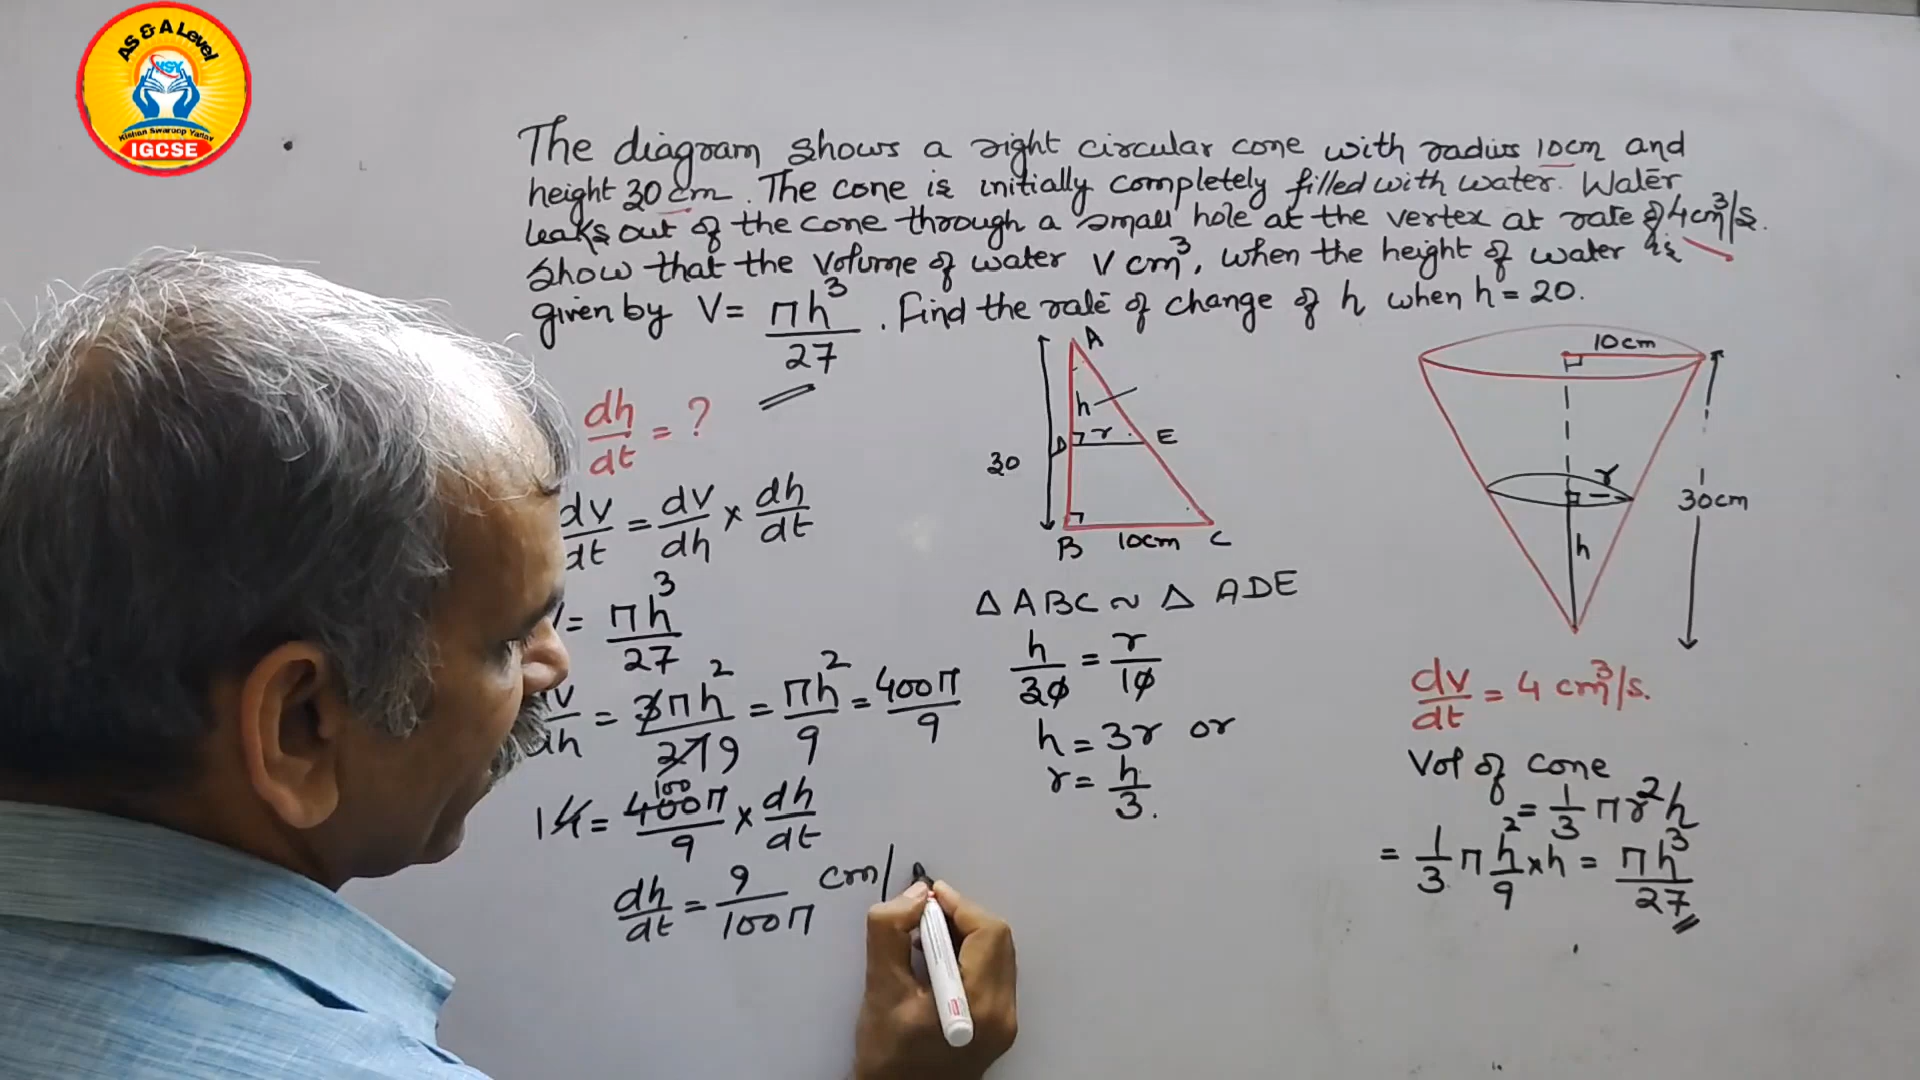 AS & A Level
KSY
Kishan Swaroop Yadav
IGCSE
The diagram shows a right circular cone with radius 10cm and
height 30 cm. The cone is initially completely filled with water. Water
leaks out of the cone through a small hole at the vertex at rate of 4cm³/s.
Show that the volume of water V cm³, when the height of water is
given by V= πh³/27. Find the rate of change of h when h = 20.
dh/dt = ?
dv/dt = dv/dh × dh/dt
= πh³/27
= 3πh²/27 9 = πh²/9 = 400π/9
1 4 = 100 400π/9 × dh/dt
dh/dt = 9/100π cm/
A
h
D r E
30
B 10cm C
Δ ABC ~ Δ ADE
h/30 = r/10
h = 3r or
r = h/3.
10cm
r
30cm
h
dv/dt = 4 cm³/s.
Vol of cone
= 1/3 πr²h
= 1/3 π h²/9 × h = πh³/27